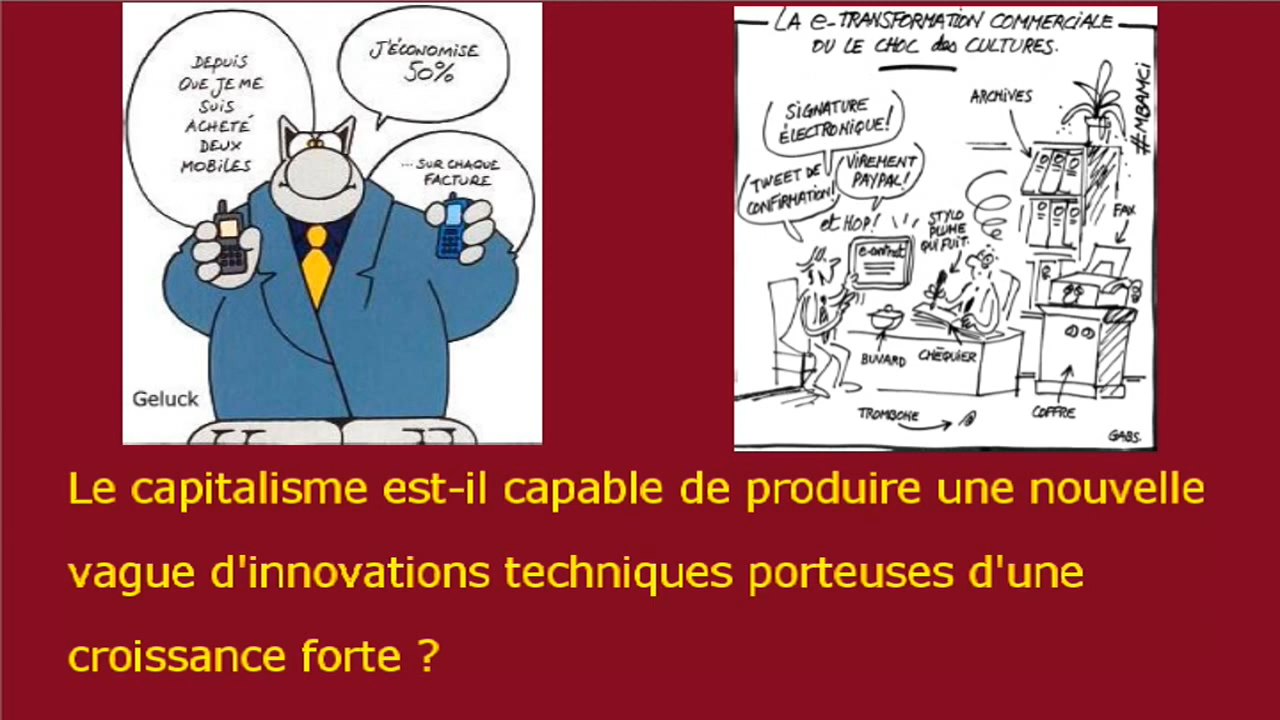 DEPUIS
QUE JE ME
SUIS
ACHETÉ
DEUX
MOBILES
J'ÉCONOMISE
50%
... SUR CHAQUE
FACTURE
Geluck
LA e-TRANSFORMATION COMMERCIALE
OU LE CHOC des CULTURES.
#MBAMCI
ARCHIVES
SIGNATURE
ÉLECTRONIQUE!
VIREMENT
PAYPAL!
TWEET DE
CONFIRMATION!
et HOP!
STYLO
PLUME
QUI FUIT.
FAX
e-contrat
BUVARD
CHÉQUIER
TROMBONE
COFFRE
GABS.
Le capitalisme est-il capable de produire une nouvelle
vague d'innovations techniques porteuses d'une
croissance forte ?